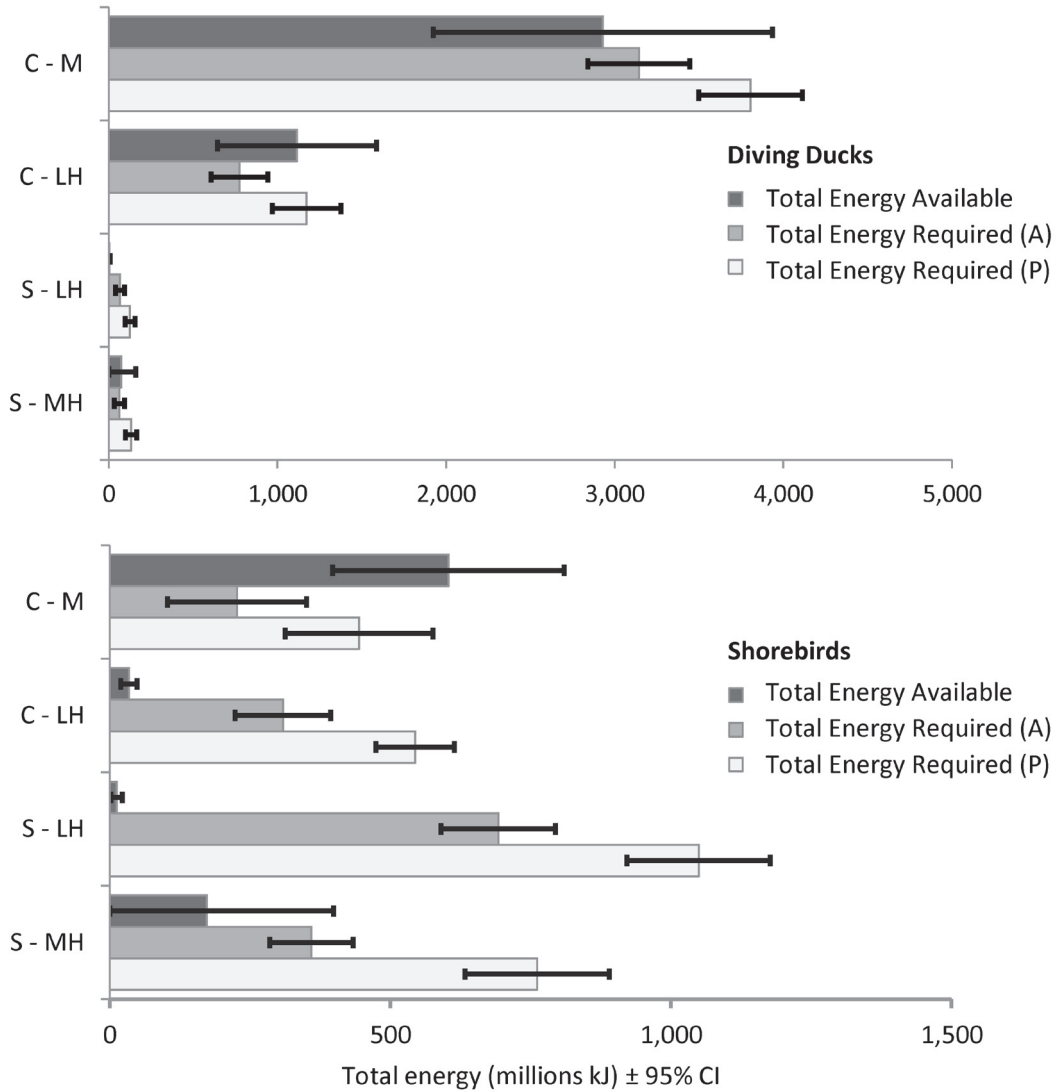 C - M
C - LH
S - LH
S - MH
Diving Ducks
Total Energy Available
Total Energy Required (A)
Total Energy Required (P)
0 1,000 2,000 3,000 4,000 5,000
C - M
C - LH
S - LH
S - MH
Shorebirds
Total Energy Available
Total Energy Required (A)
Total Energy Required (P)
0 500 1,000 1,500
Total energy (millions kJ) ± 95% CI